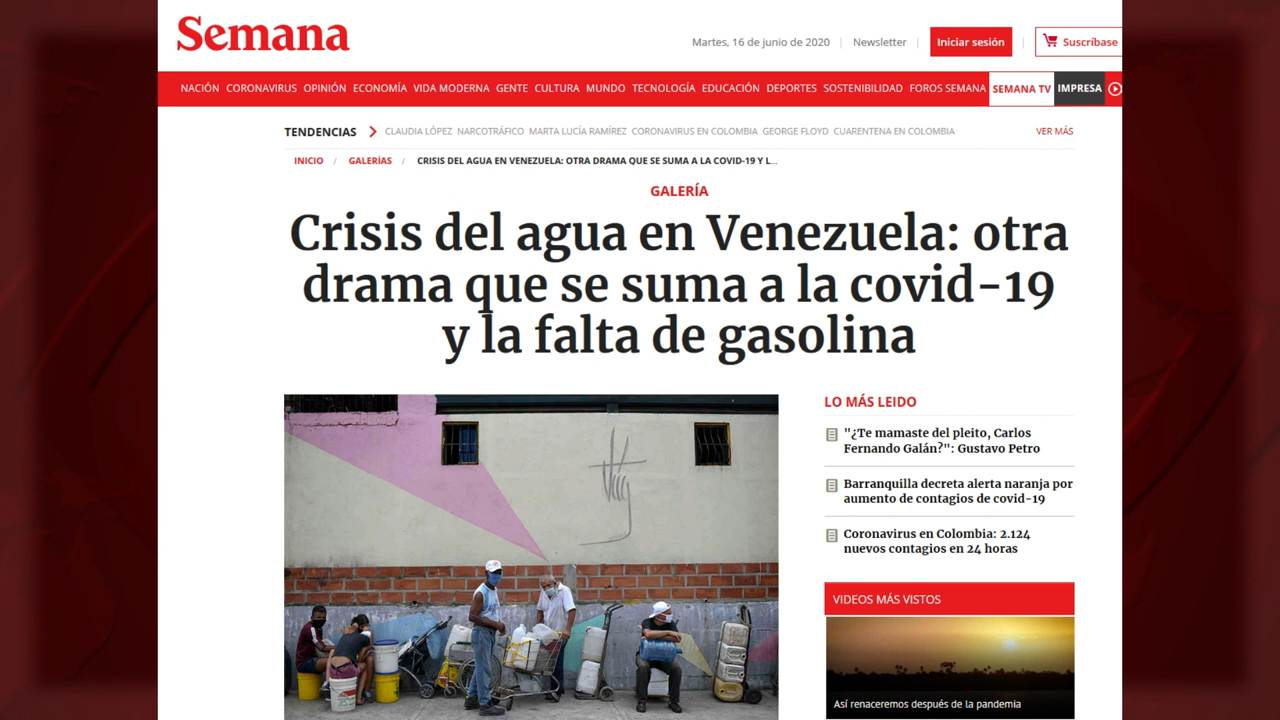 Semana
Martes, 16 de junio de 2020 | Newsletter | Iniciar sesión | Suscríbase
NACIÓN CORONAVIRUS OPINIÓN ECONOMÍA VIDA MODERNA GENTE CULTURA MUNDO TECNOLOGÍA EDUCACIÓN DEPORTES SOSTENIBILIDAD FOROS SEMANA SEMANA TV IMPRESA
TENDENCIAS CLAUDIA LÓPEZ NARCOTRÁFICO MARTA LUCÍA RAMÍREZ CORONAVIRUS EN COLOMBIA GEORGE FLOYD CUARENTENA EN COLOMBIA VER MÁS
INICIO / GALERÍAS / CRISIS DEL AGUA EN VENEZUELA: OTRA DRAMA QUE SE SUMA A LA COVID-19 Y L...
GALERÍA
Crisis del agua en Venezuela: otra
drama que se suma a la covid-19
y la falta de gasolina
LO MÁS LEIDO
"¿Te mamaste del pleito, Carlos
Fernando Galán?": Gustavo Petro
Barranquilla decreta alerta naranja por
aumento de contagios de covid-19
Coronavirus en Colombia: 2.124
nuevos contagios en 24 horas
VIDEOS MÁS VISTOS
Así renaceremos después de la pandemia